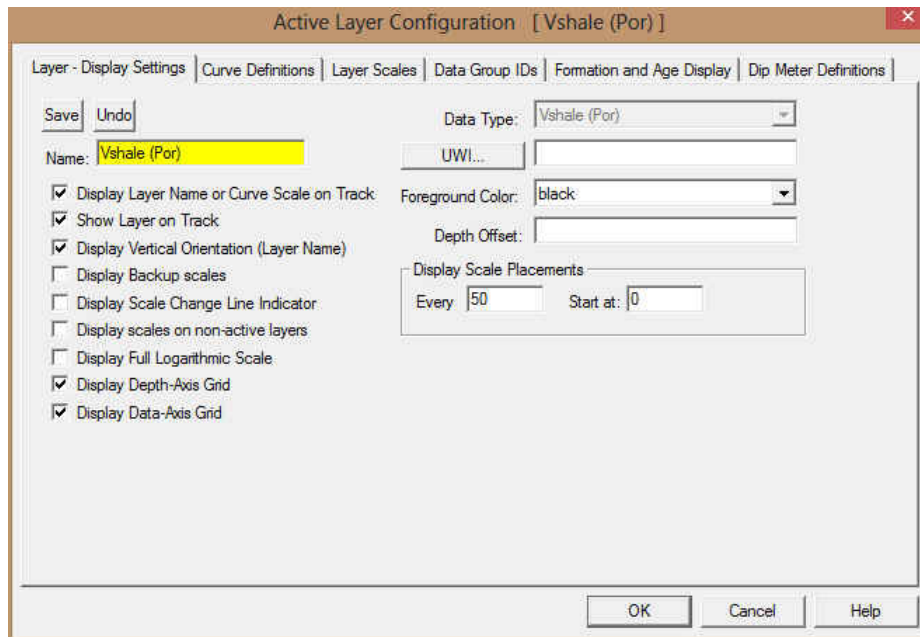 Active Layer Configuration [ Vshale (Por) ]
Layer - Display Settings Curve Definitions Layer Scales Data Group IDs Formation and Age Display Dip Meter Definitions
Save Undo
Name: Vshale (Por)
Display Layer Name or Curve Scale on Track
Show Layer on Track
Display Vertical Orientation (Layer Name)
Display Backup scales
Display Scale Change Line Indicator
Display scales on non-active layers
Display Full Logarithmic Scale
Display Depth-Axis Grid
Display Data-Axis Grid
Data Type: Vshale (Por)
UWI...
Foreground Color: black
Depth Offset:
Display Scale Placements
Every 50 Start at: 0
OK Cancel Help